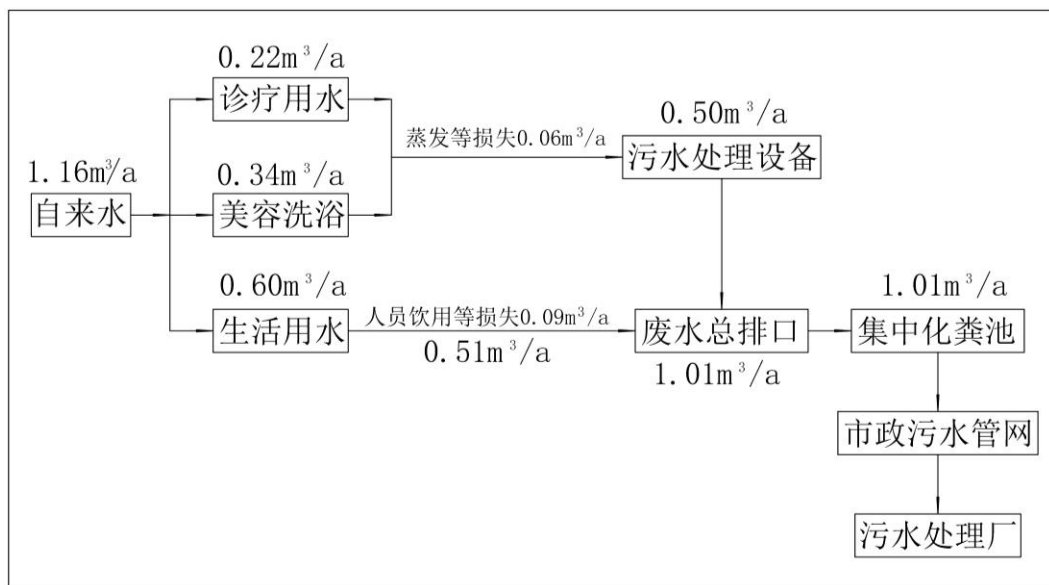 0.22m³/a
诊疗用水
蒸发等损失0.06m³/a
0.50m³/a
污水处理设备
1.16m³/a
自来水
0.34m³/a
美容洗浴
0.60m³/a
生活用水
人员饮用等损失0.09m³/a
0.51m³/a
废水总排口
1.01m³/a
1.01m³/a
集中化粪池
市政污水管网
污水处理厂